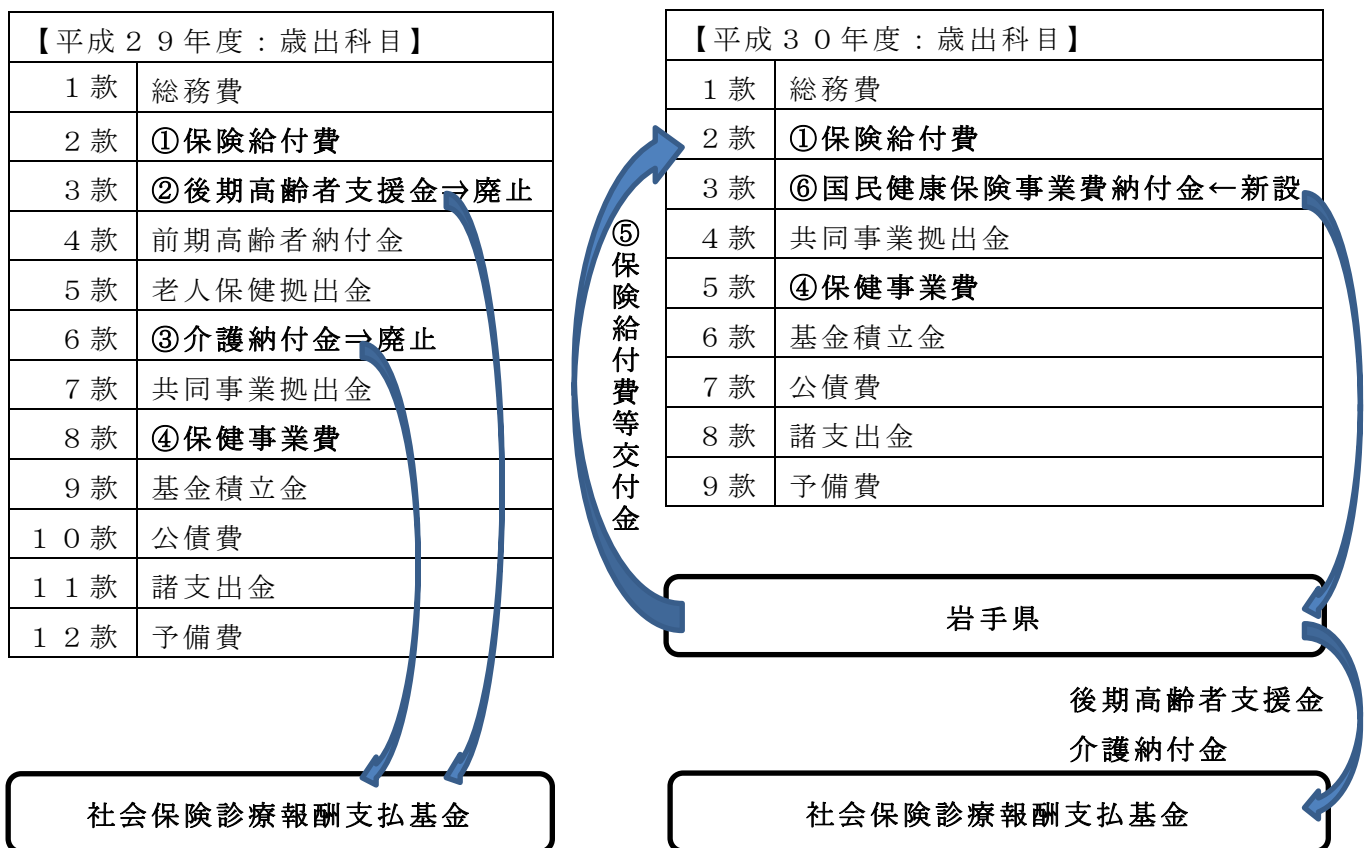 【平成２９年度：歳出科目】
１款 総務費
２款 ①保険給付費
３款 ②後期高齢者支援金⇒廃止
４款 前期高齢者納付金
５款 老人保健拠出金
６款 ③介護納付金⇒廃止
７款 共同事業拠出金
８款 ④保健事業費
９款 基金積立金
１０款 公債費
１１款 諸支出金
１２款 予備費
社会保険診療報酬支払基金
⑤保険給付費等交付金
【平成３０年度：歳出科目】
１款 総務費
２款 ①保険給付費
３款 ⑥国民健康保険事業費納付金←新設
４款 共同事業拠出金
５款 ④保健事業費
６款 基金積立金
７款 公債費
８款 諸支出金
９款 予備費
岩手県
後期高齢者支援金
介護納付金
社会保険診療報酬支払基金